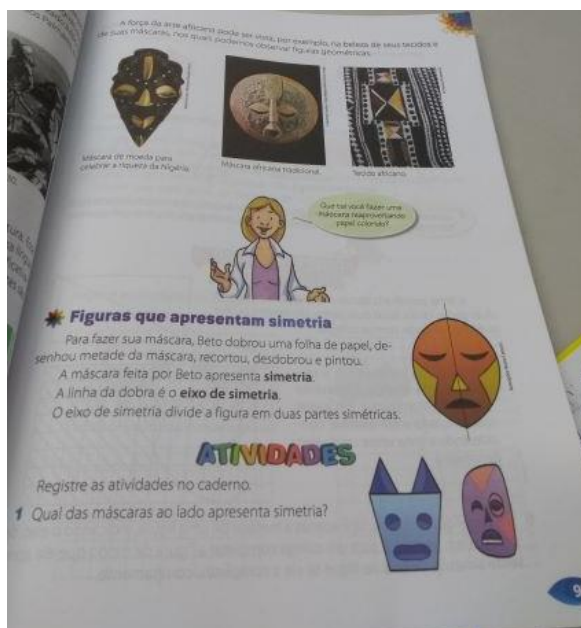 A força da arte africana pode ser vista, por exemplo, na beleza de seus tecidos e
de suas máscaras, nos quais podemos observar figuras geométricas.
Máscara de moeda para
celebrar a riqueza da Nigéria.
Máscara africana tradicional.
Tecido africano.
Que tal você fazer uma
máscara reaproveitando
papel colorido?
Figuras que apresentam simetria
Para fazer sua máscara, Beto dobrou uma folha de papel, de-
senhou metade da máscara, recortou, desdobrou e pintou.
A máscara feita por Beto apresenta simetria.
A linha da dobra é o eixo de simetria.
O eixo de simetria divide a figura em duas partes simétricas.
ATIVIDADES
Registre as atividades no caderno.
1 Qual das máscaras ao lado apresenta simetria?
9